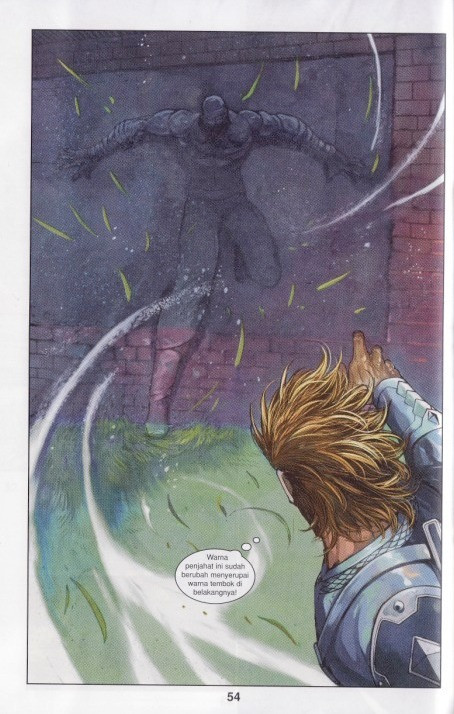 Warna
penjahat ini sudah
berubah menyerupai
warna tembok di
belakangnya!
54